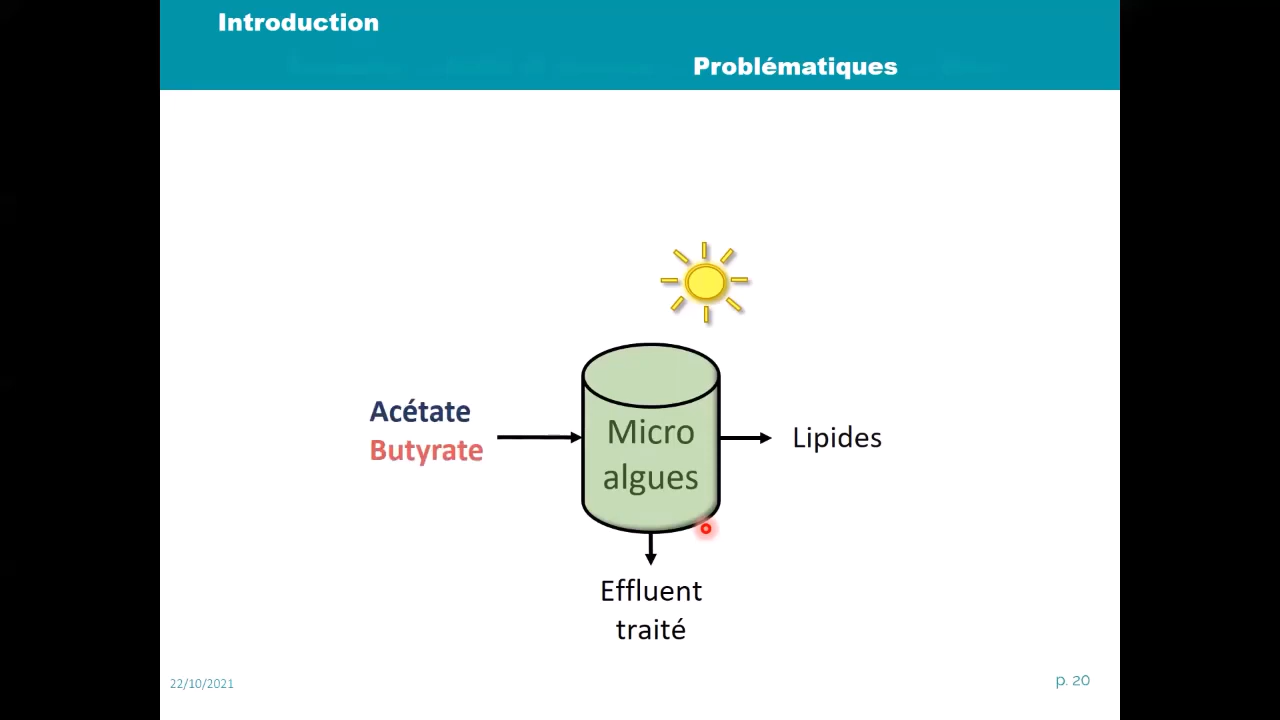 Introduction
Problématiques
Acétate
Butyrate
Micro
algues
Lipides
Effluent
traité
22/10/2021
p. 20